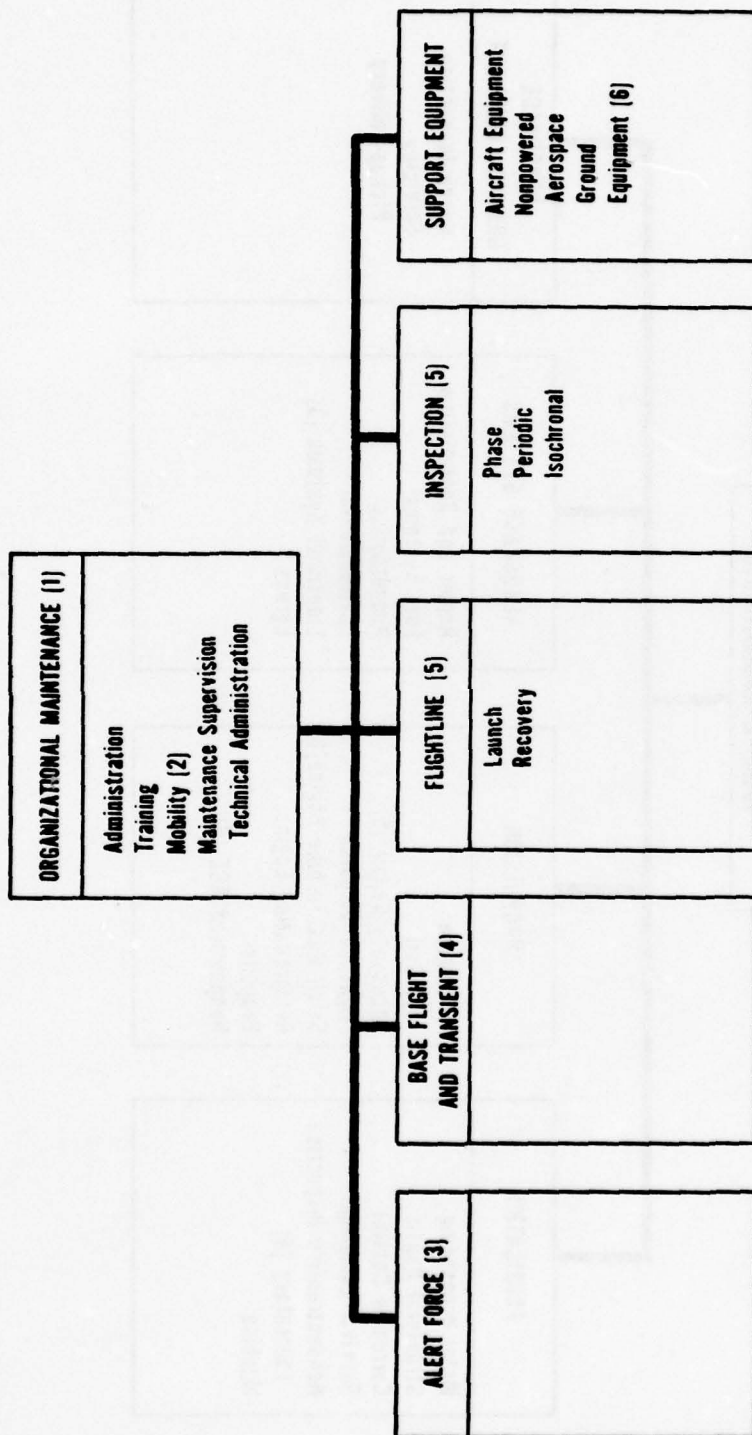 ORGANIZATIONAL MAINTENANCE (1)
Administration
Training
Mobility (2)
Maintenance Supervision
Technical Administration
ALERT FORCE (3)
BASE FLIGHT
AND TRANSIENT (4)
FLIGHTLINE (5)
Launch
Recovery
INSPECTION (5)
Phase
Periodic
Isochronal
SUPPORT EQUIPMENT
Aircraft Equipment
Nonpowered
Aerospace
Ground
Equipment (6)